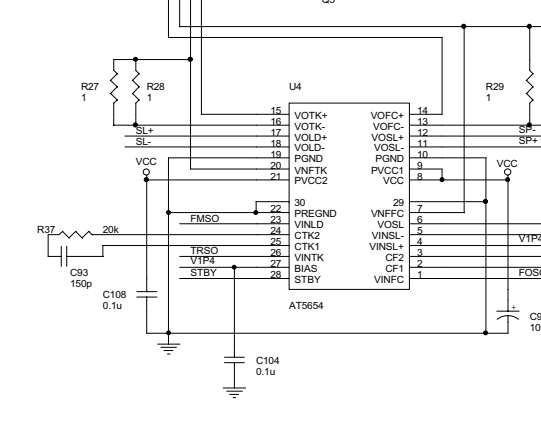 R27
1
R28
1
U4
R29
1
15 VOTK+ VOFC+ 14
16 VOTK- VOFC- 13
SL+ 17 VOLD+ VOSL+ 12 SP-
SL- 18 VOLD- VOSL- 11 SP+
19 PGND PGND 10
VCC 20 VNFTK PVCC1 9 VCC
21 PVCC2 VCC 8
30 29
22 PREGND VNFFC 7
FMSO 23 VINLD VOSL 6
R37 20k 24 CTK2 VINSL- 5
25 CTK1 VINSL+ 4 V1P4
TRSO 26 VINTK CF2 3
V1P4 27 BIAS CF1 2
STBY 28 STBY VINFC 1
C93
150p
C108
0.1u
AT5654
+
C104
0.1u